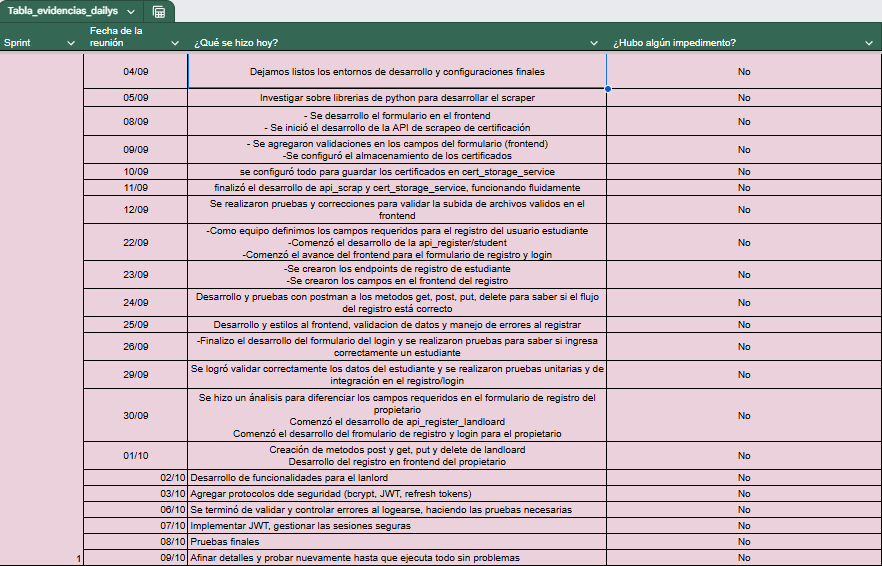 Tabla_evidencias_dailys
Sprint
Fecha de la
reunión
¿Qué se hizo hoy?
¿Hubo algún impedimento?
04/09
Dejamos listos los entornos de desarrollo y configuraciones finales
No
05/09
Investigar sobre librerias de python para desarrollar el scraper
No
08/09
- Se desarrollo el formulario en el frontend
- Se inició el desarrollo de la API de scrapeo de certificación
No
09/09
- Se agregaron validaciones en los campos del formulario (frontend)
-Se configuró el almacenamiento de los certificados
No
10/09
se configuró todo para guardar los certificados en cert_storage_service
No
11/09
finalizó el desarrollo de api_scrap y cert_storage_service, funcionando fluidamente
No
12/09
Se realizaron pruebas y correcciones para validar la subida de archivos validos en el
frontend
No
22/09
-Como equipo definimos los campos requeridos para el registro del usuario estudiante
-Comenzó el desarrollo de la api_register/student
-Comenzó el avance del frontend para el formulario de registro y login
No
23/09
-Se crearon los endpoints de registro de estudiante
-Se crearon los campos en el frontend del registro
No
24/09
Desarrollo y pruebas con postman a los metodos get, post, put, delete para saber si el flujo
del registro está correcto
No
25/09
Desarrollo y estilos al frontend, validacion de datos y manejo de errores al registrar
No
26/09
-Finalizo el desarrollo del formulario del login y se realizaron pruebas para saber si ingresa
correctamente un estudiante
No
29/09
Se logró validar correctamente los datos del estudiante y se realizaron pruebas unitarias y de
integración en el registro/login
No
30/09
Se hizo un ánalisis para diferenciar los campos requeridos en el formulario de registro del
propietario
Comenzó el desarrollo de api_register_landloard
Comenzó el desarrollo del fromulario de registro y login para el propietario
No
01/10
Creación de metodos post y get, put y delete de landloard
Desarrollo del registro en frontend del propietario
No
02/10
Desarrollo de funcionalidades para el lanlord
No
03/10
Agregar protocolos dde seguridad (bcrypt, JWT, refresh tokens)
No
06/10
Se terminó de validar y controlar errores al logearse, haciendo las pruebas necesarias
No
07/10
Implementar JWT, gestionar las sesiones seguras
No
08/10
Pruebas finales
No
1
09/10
Afinar detalles y probar nuevamente hasta que ejecuta todo sin problemas
No